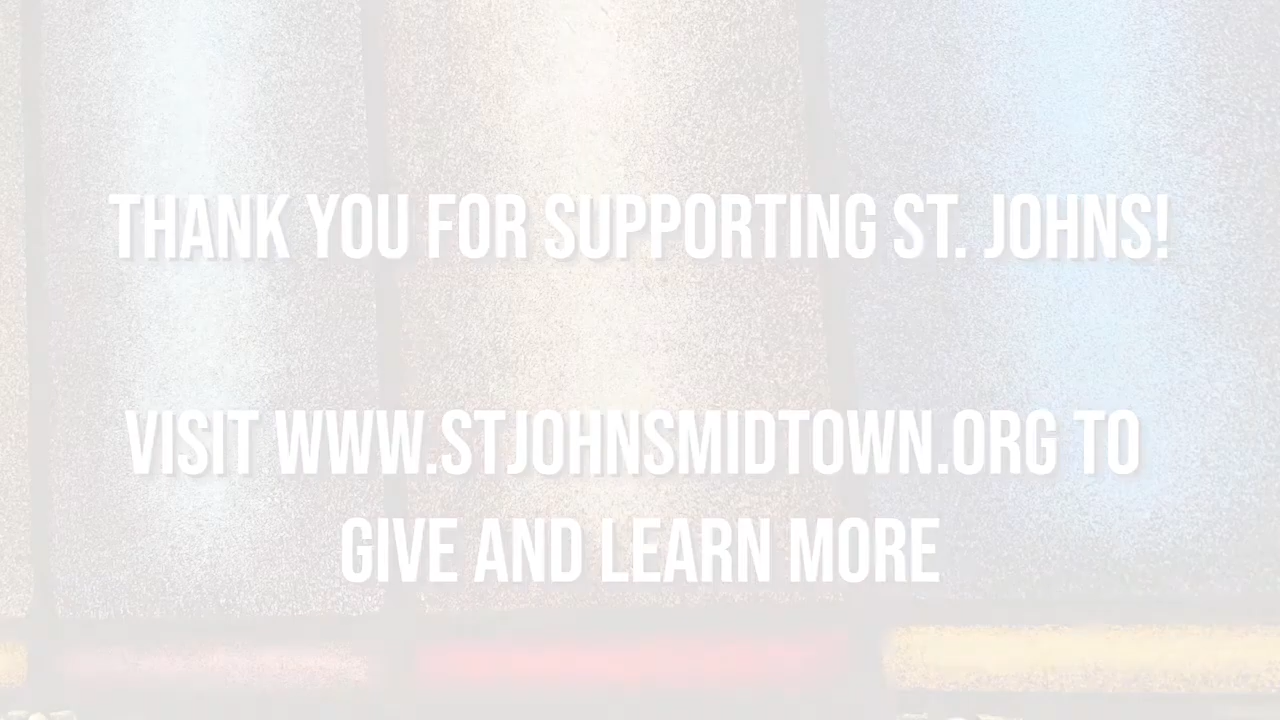 THANK YOU FOR SUPPORTING ST. JOHNS!
VISIT WWW.STJOHNSMIDTOWN.ORG TO
GIVE AND LEARN MORE